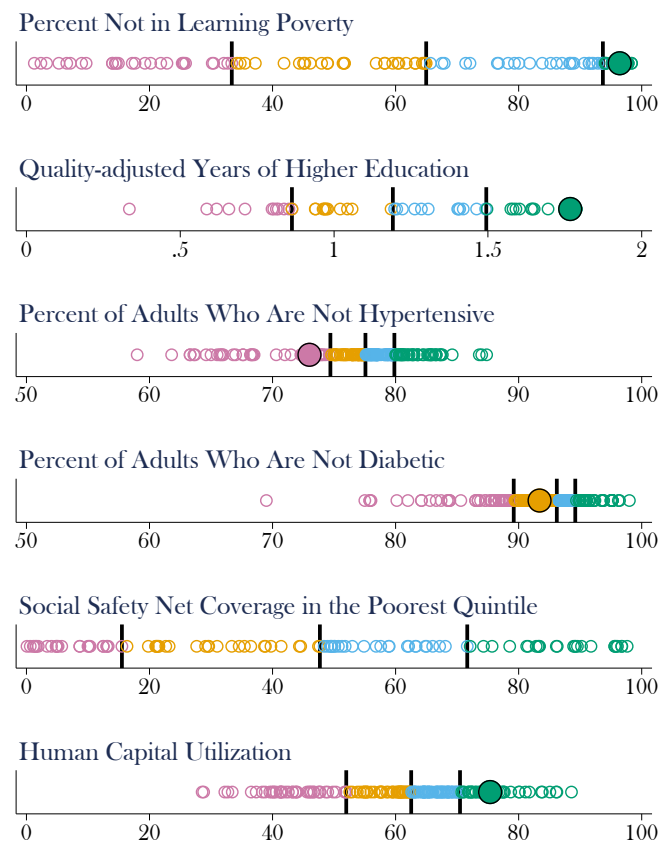 Percent Not in Learning Poverty
0 20 40 60 80 100
Quality-adjusted Years of Higher Education
0 .5 1 1.5 2
Percent of Adults Who Are Not Hypertensive
50 60 70 80 90 100
Percent of Adults Who Are Not Diabetic
50 60 70 80 90 100
Social Safety Net Coverage in the Poorest Quintile
0 20 40 60 80 100
Human Capital Utilization
0 20 40 60 80 100